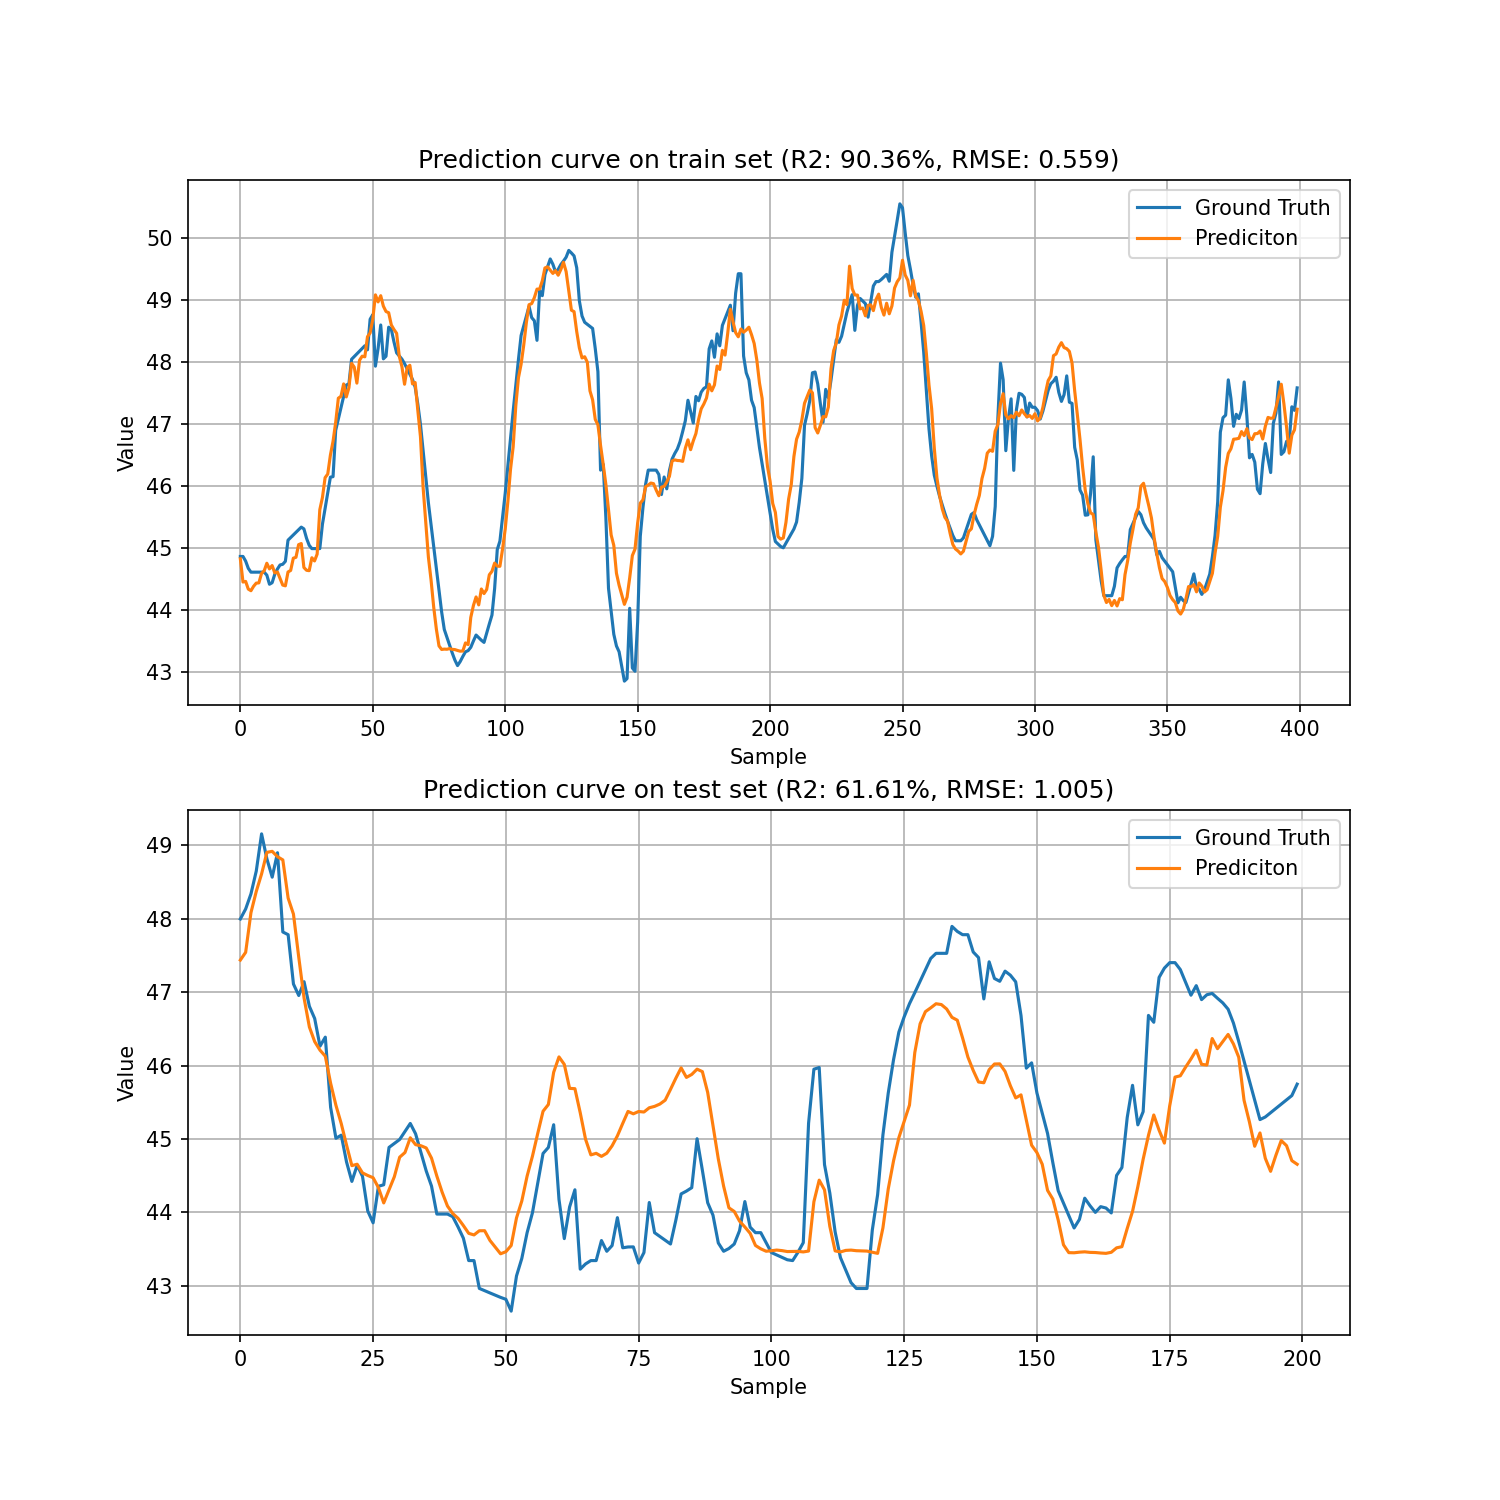 Prediction curve on train set (R2: 90.36%, RMSE: 0.559)
Ground Truth
Prediciton
Value
50
49
48
47
46
45
44
43
0 50 100 150 200 250 300 350 400
Sample
Prediction curve on test set (R2: 61.61%, RMSE: 1.005)
Ground Truth
Prediciton
Value
49
48
47
46
45
44
43
0 25 50 75 100 125 150 175 200
Sample